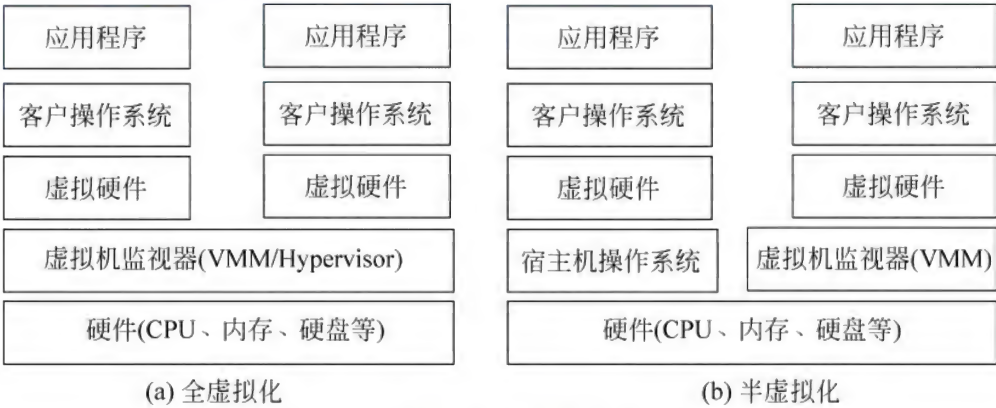 应用程序 应用程序 应用程序 应用程序
客户操作系统 客户操作系统 客户操作系统 客户操作系统
虚拟硬件 虚拟硬件 虚拟硬件 虚拟硬件
虚拟机监视器(VMM/Hypervisor) 宿主机操作系统 虚拟机监视器(VMM)
硬件(CPU、内存、硬盘等) 硬件(CPU、内存、硬盘等)
(a) 全虚拟化 (b) 半虚拟化